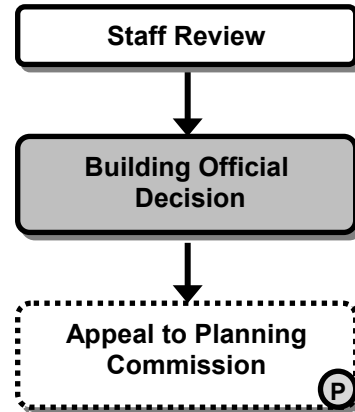 Staff Review
Building Official
Decision
Appeal to Planning
Commission
P